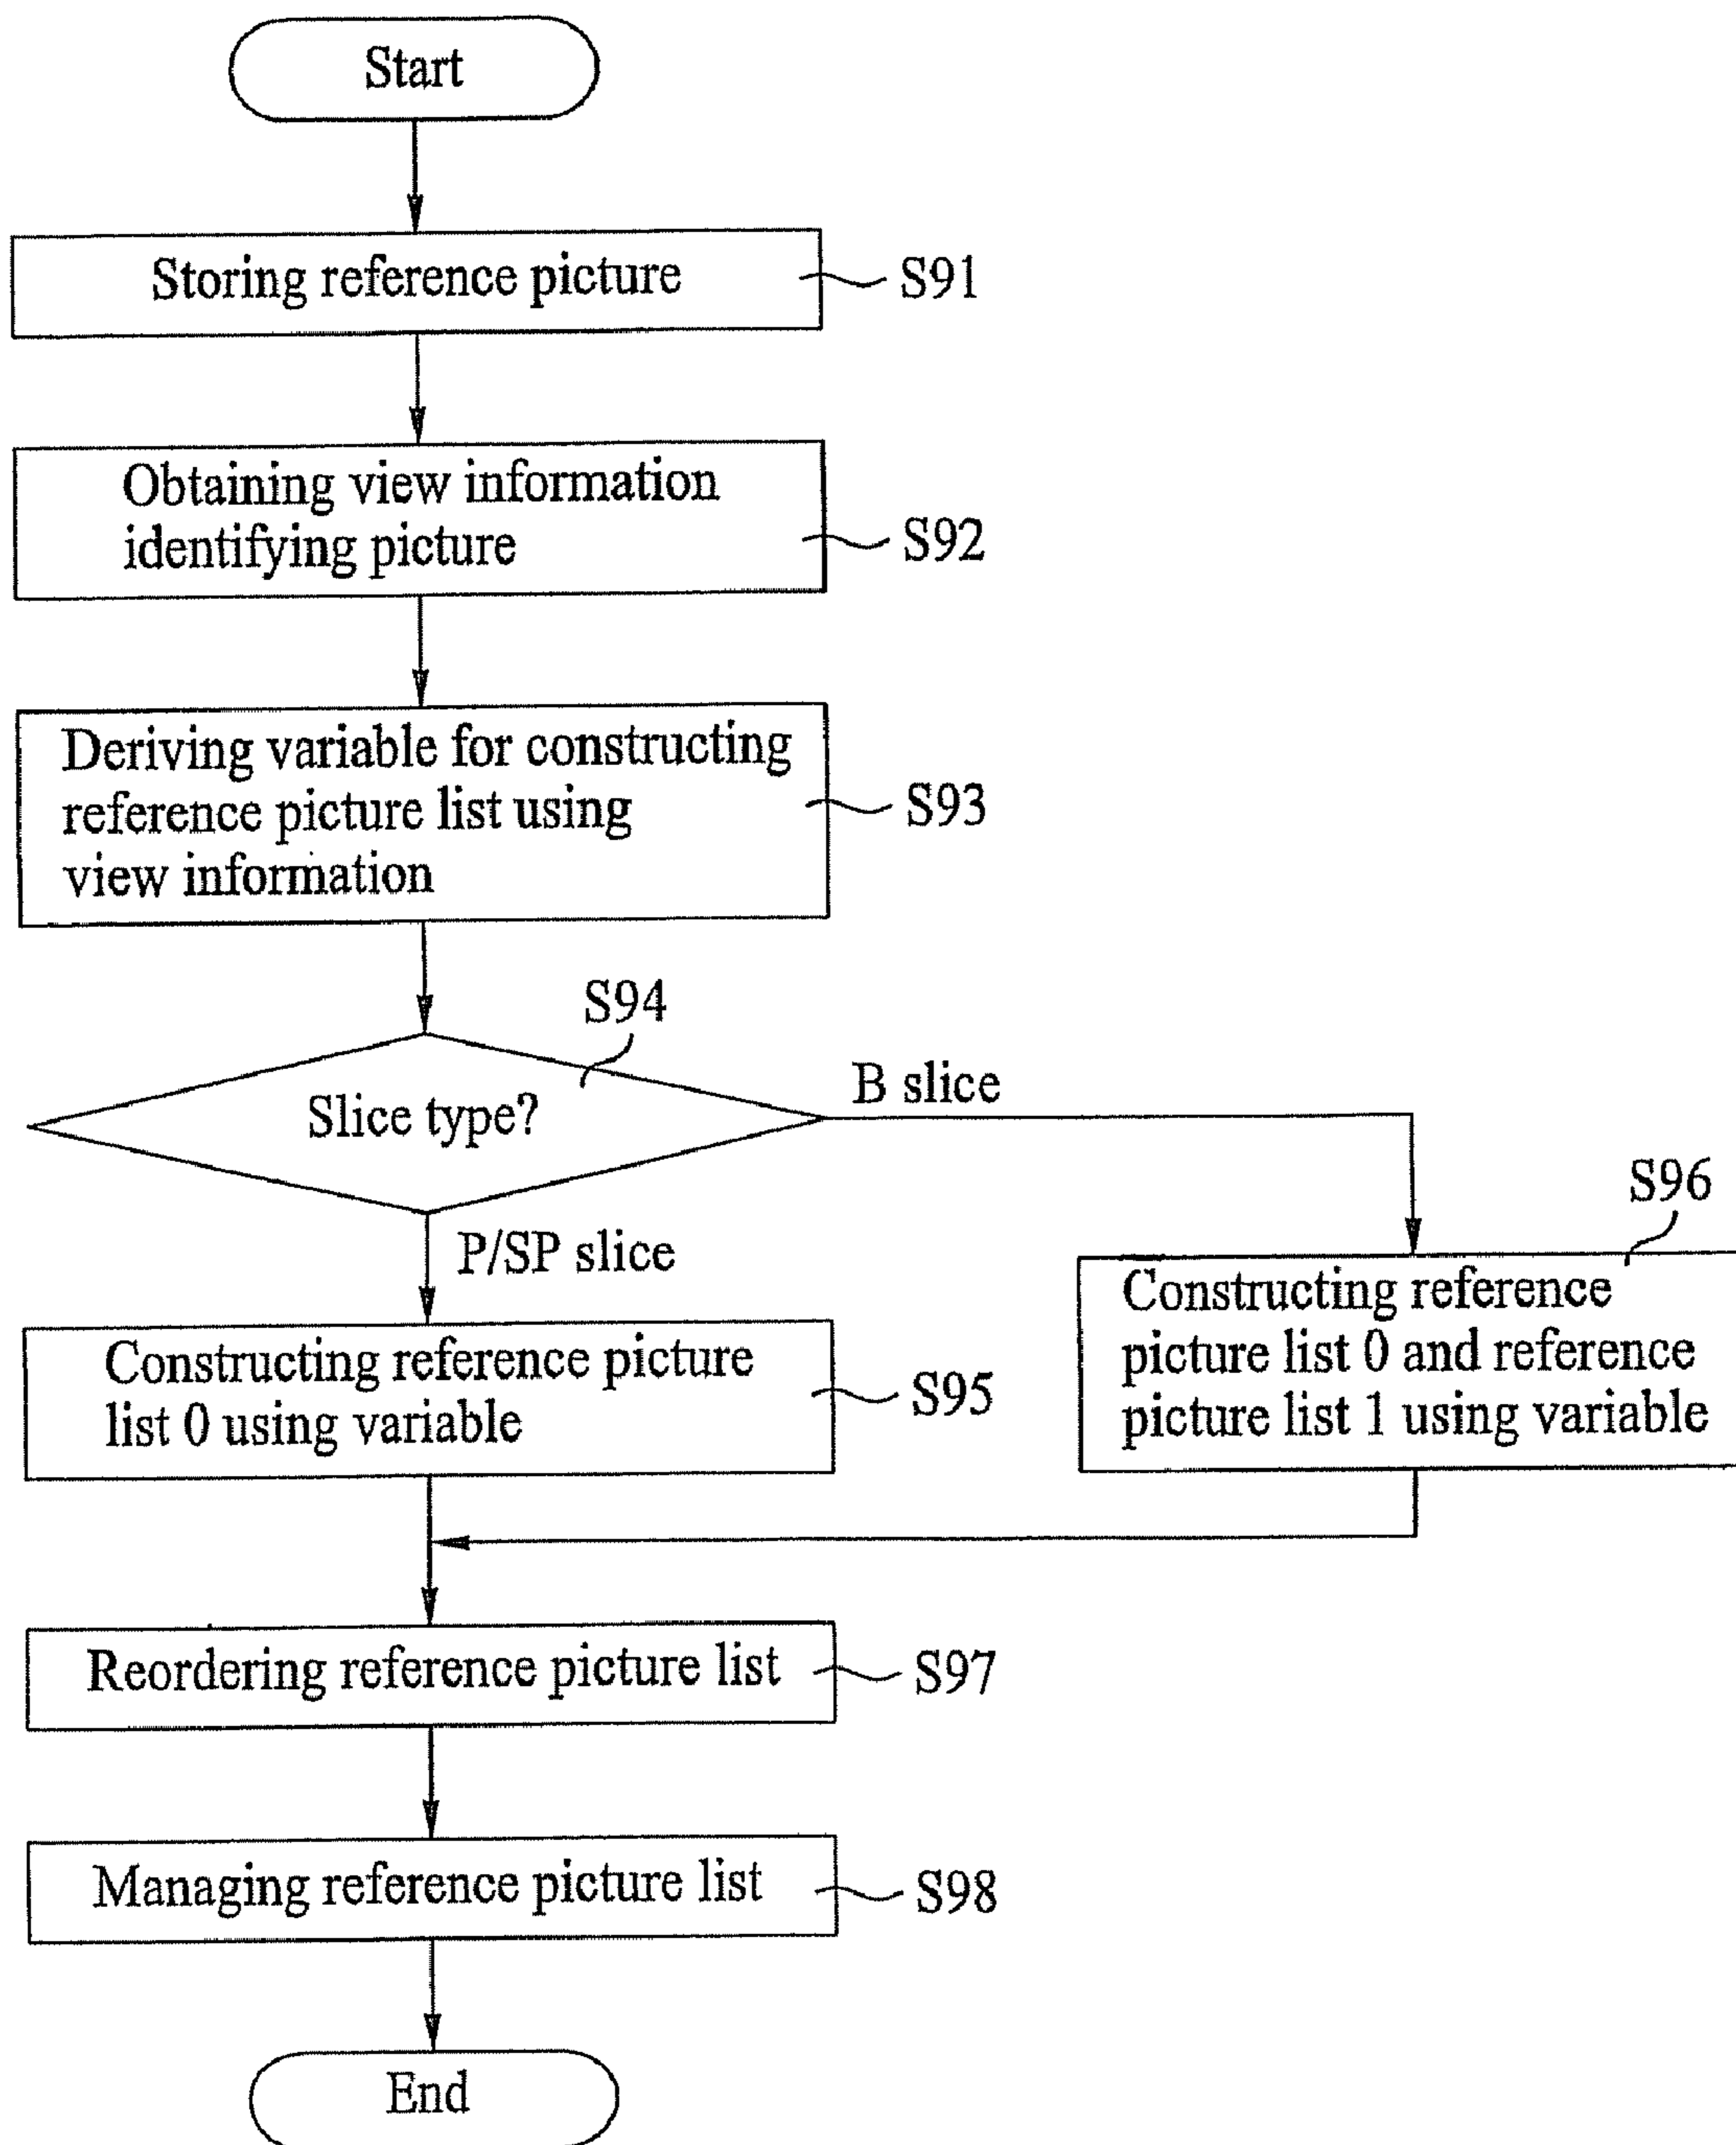 Start
Storing reference picture
S91
Obtaining view information
identifying picture
S92
Deriving variable for constructing
reference picture list using
view information
S93
S94
Slice type?
B slice
P/SP slice
S96
Constructing reference
picture list 0 and reference
picture list 1 using variable
Constructing reference picture
list 0 using variable
S95
Reordering reference picture list
S97
Managing reference picture list
S98
End